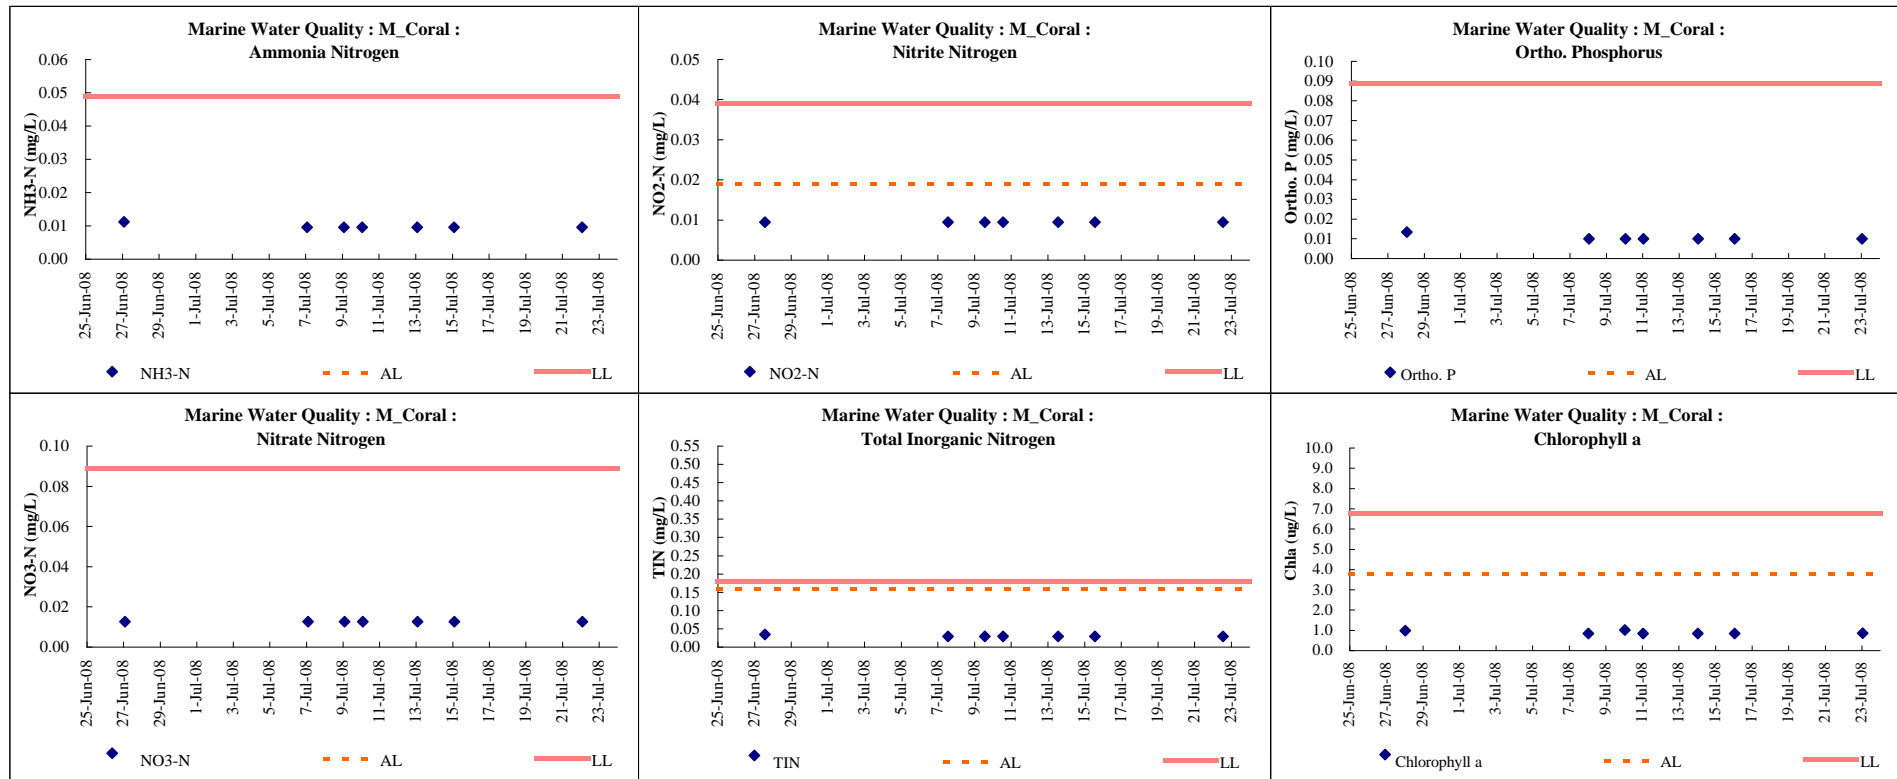 Marine Water Quality : M_Coral :
Ammonia Nitrogen
NH3-N (mg/L)
0.06
0.05
0.04
0.03
0.02
0.01
0.00
25-Jun-08
27-Jun-08
29-Jun-08
1-Jul-08
3-Jul-08
5-Jul-08
7-Jul-08
9-Jul-08
11-Jul-08
13-Jul-08
15-Jul-08
17-Jul-08
19-Jul-08
21-Jul-08
23-Jul-08
NH3-N AL LL
Marine Water Quality : M_Coral :
Nitrite Nitrogen
NO2-N (mg/L)
0.05
0.04
0.03
0.02
0.01
0.00
25-Jun-08
27-Jun-08
29-Jun-08
1-Jul-08
3-Jul-08
5-Jul-08
7-Jul-08
9-Jul-08
11-Jul-08
13-Jul-08
15-Jul-08
17-Jul-08
19-Jul-08
21-Jul-08
23-Jul-08
NO2-N AL LL
Marine Water Quality : M_Coral :
Ortho. Phosphorus
Ortho. P (mg/L)
0.10
0.09
0.08
0.07
0.06
0.05
0.04
0.03
0.02
0.01
0.00
25-Jun-08
27-Jun-08
29-Jun-08
1-Jul-08
3-Jul-08
5-Jul-08
7-Jul-08
9-Jul-08
11-Jul-08
13-Jul-08
15-Jul-08
17-Jul-08
19-Jul-08
21-Jul-08
23-Jul-08
Ortho. P AL LL
Marine Water Quality : M_Coral :
Nitrate Nitrogen
NO3-N (mg/L)
0.10
0.08
0.06
0.04
0.02
0.00
25-Jun-08
27-Jun-08
29-Jun-08
1-Jul-08
3-Jul-08
5-Jul-08
7-Jul-08
9-Jul-08
11-Jul-08
13-Jul-08
15-Jul-08
17-Jul-08
19-Jul-08
21-Jul-08
23-Jul-08
NO3-N AL LL
Marine Water Quality : M_Coral :
Total Inorganic Nitrogen
TIN (mg/L)
0.55
0.50
0.45
0.40
0.35
0.30
0.25
0.20
0.15
0.10
0.05
0.00
25-Jun-08
27-Jun-08
29-Jun-08
1-Jul-08
3-Jul-08
5-Jul-08
7-Jul-08
9-Jul-08
11-Jul-08
13-Jul-08
15-Jul-08
17-Jul-08
19-Jul-08
21-Jul-08
23-Jul-08
TIN AL LL
Marine Water Quality : M_Coral :
Chlorophyll a
Chla (ug/L)
10.0
9.0
8.0
7.0
6.0
5.0
4.0
3.0
2.0
1.0
0.0
25-Jun-08
27-Jun-08
29-Jun-08
1-Jul-08
3-Jul-08
5-Jul-08
7-Jul-08
9-Jul-08
11-Jul-08
13-Jul-08
15-Jul-08
17-Jul-08
19-Jul-08
21-Jul-08
23-Jul-08
Chlorophyll a AL LL